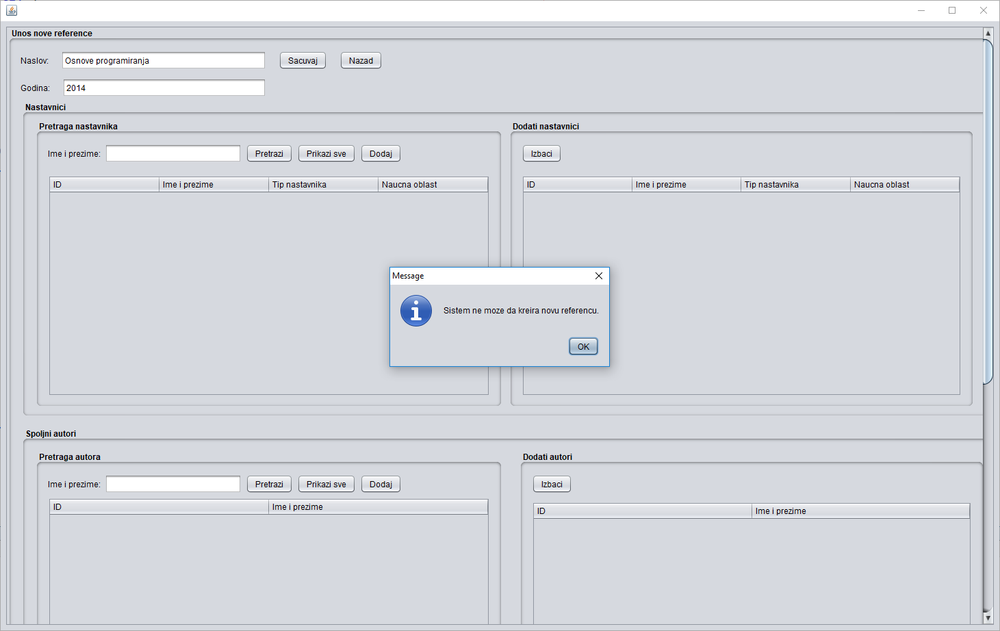 Unos nove reference
Naslov: Osnove programiranja Sacuvaj Nazad
Godina: 2014
Nastavnici
Pretraga nastavnika
Ime i prezime: Pretrazi Prikazi sve Dodaj
ID Ime i prezime Tip nastavnika Naucna oblast
Dodati nastavnici
Izbaci
ID Ime i prezime Tip nastavnika Naucna oblast
Message
Sistem ne moze da kreira novu referencu.
OK
Spoljni autori
Pretraga autora
Ime i prezime: Pretrazi Prikazi sve Dodaj
ID Ime i prezime
Dodati autori
Izbaci
ID Ime i prezime